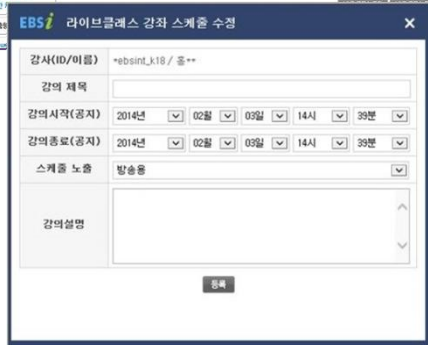 EBSi 라이브클래스 강좌 스케줄 수정
강사(ID/이름) *ebsint_k18 / 홍**
강의 제목
강의시작(공지) 2014년 02월 03일 14시 39분
강의종료(공지) 2014년 02월 03일 14시 39분
스케줄 노출 방송용
강의설명
등록